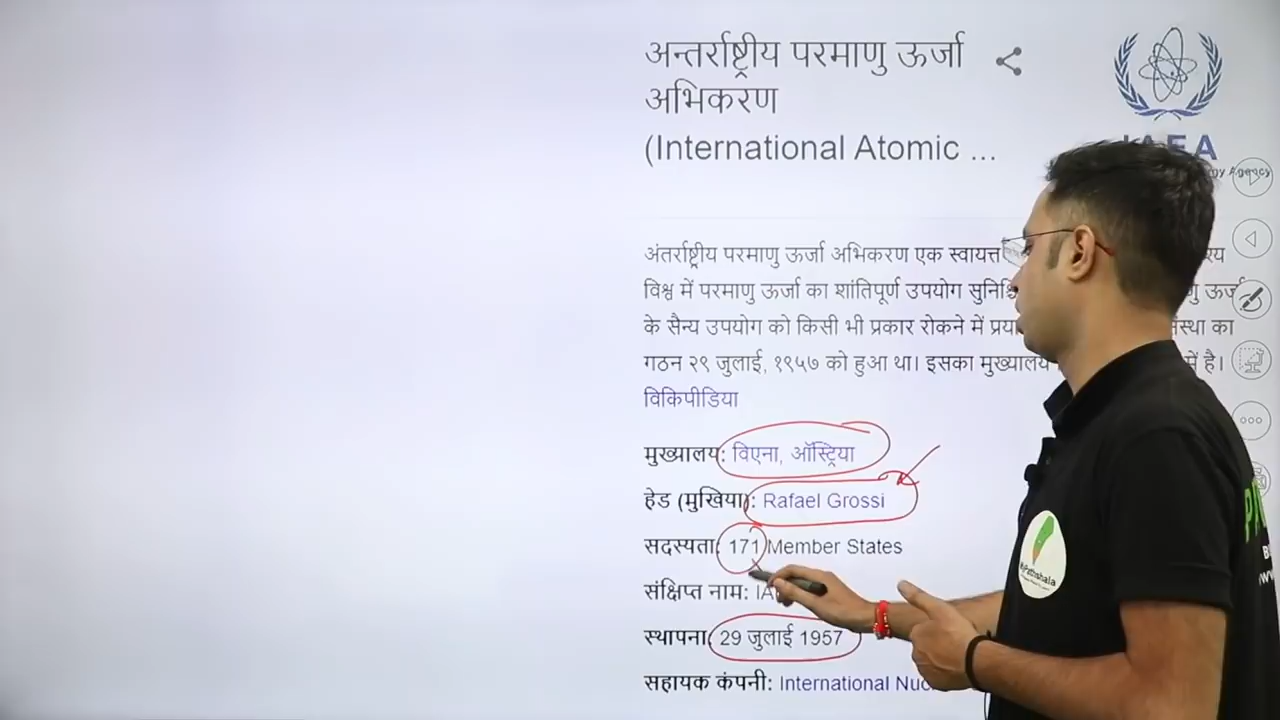 अन्तर्राष्ट्रीय परमाणु ऊर्जा
अभिकरण
(International Atomic ...
IAEA
अंतर्राष्ट्रीय परमाणु ऊर्जा अभिकरण एक स्वायत्त
विश्व में परमाणु ऊर्जा का शांतिपूर्ण उपयोग
के सैन्य उपयोग को किसी भी प्रकार रोकने में संस्था का
गठन २९ जुलाई, १९५७ को हुआ था। इसका मुख्यालय में है।
विकिपीडिया
मुख्यालय: विएना, ऑस्ट्रिया
हेड (मुखिया): Rafael Grossi
सदस्यता: 171 Member States
संक्षिप्त नाम:
स्थापना: 29 जुलाई 1957
सहायक कंपनी: International
MyPathshala